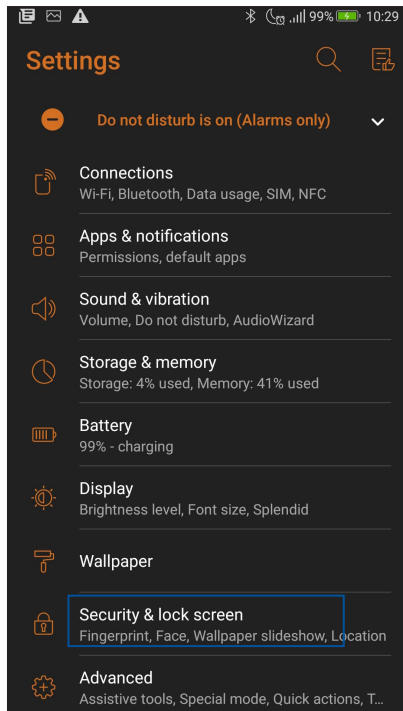 99% 10:29
Settings
Do not disturb is on (Alarms only)
Connections
Wi-Fi, Bluetooth, Data usage, SIM, NFC
Apps & notifications
Permissions, default apps
Sound & vibration
Volume, Do not disturb, AudioWizard
Storage & memory
Storage: 4% used, Memory: 41% used
Battery
99% - charging
Display
Brightness level, Font size, Splendid
Wallpaper
Security & lock screen
Fingerprint, Face, Wallpaper slideshow, Location
Advanced
Assistive tools, Special mode, Quick actions, T...